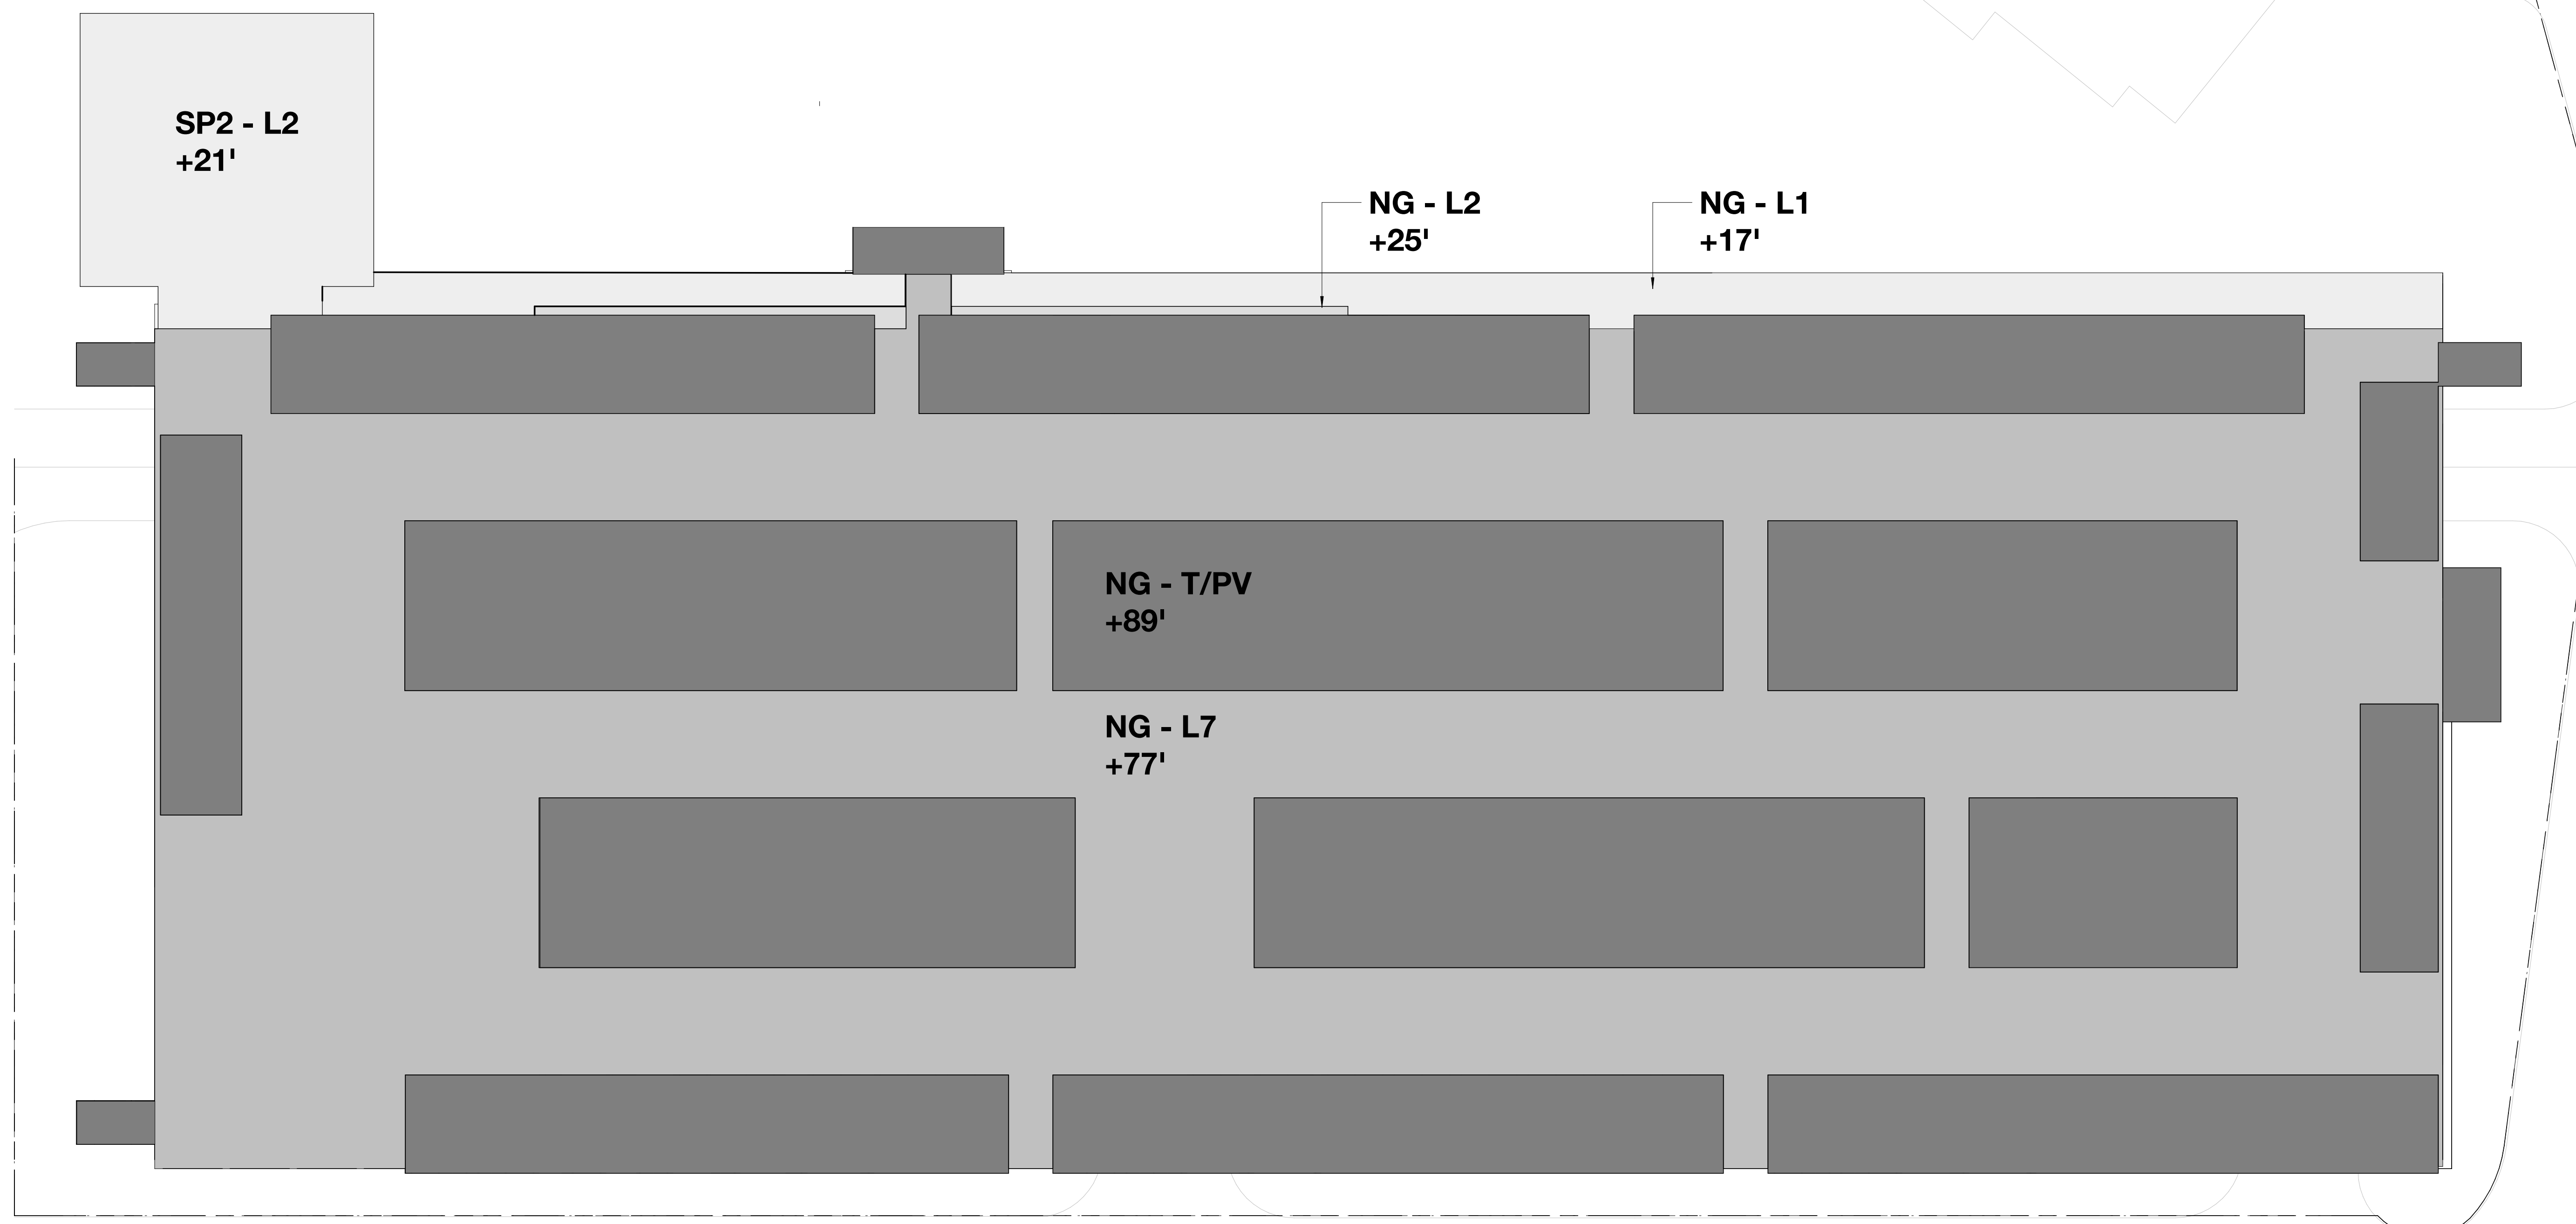 SP2 - L2
+21'
NG - L2
+25'
NG - L1
+17'
NG - T/PV
+89'
NG - L7
+77'